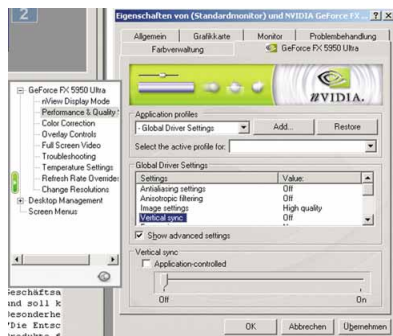 2
Eigenschaften von (Standardmonitor) und NVIDIA GeForce FX ...
Allgemein
Grafikkarte
Monitor
Problembehandlung
Farbverwaltung
GeForce FX 5950 Ultra
NVIDIA.
GeForce FX 5950 Ultra
nView Display Mode
Performance & Quality
Color Correction
Overlay Controls
Full Screen Video
Troubleshooting
Temperature Settings
Refresh Rate Overrides
Change Resolutions
Desktop Management
Screen Menus
Application profiles
- Global Driver Settings
Add...
Restore
Select the active profile for:
Global Driver Settings
Settings
Value:
Antialiasing settings
Off
Anisotropic filtering
Off
Image settings
High quality
Vertical sync
Off
Show advanced settings
Vertical sync
Application-controlled
Off
On
OK
Abbrechen
Übernehmen
Geschäftsa
und soll k
Besonderhe
"Die Entsc